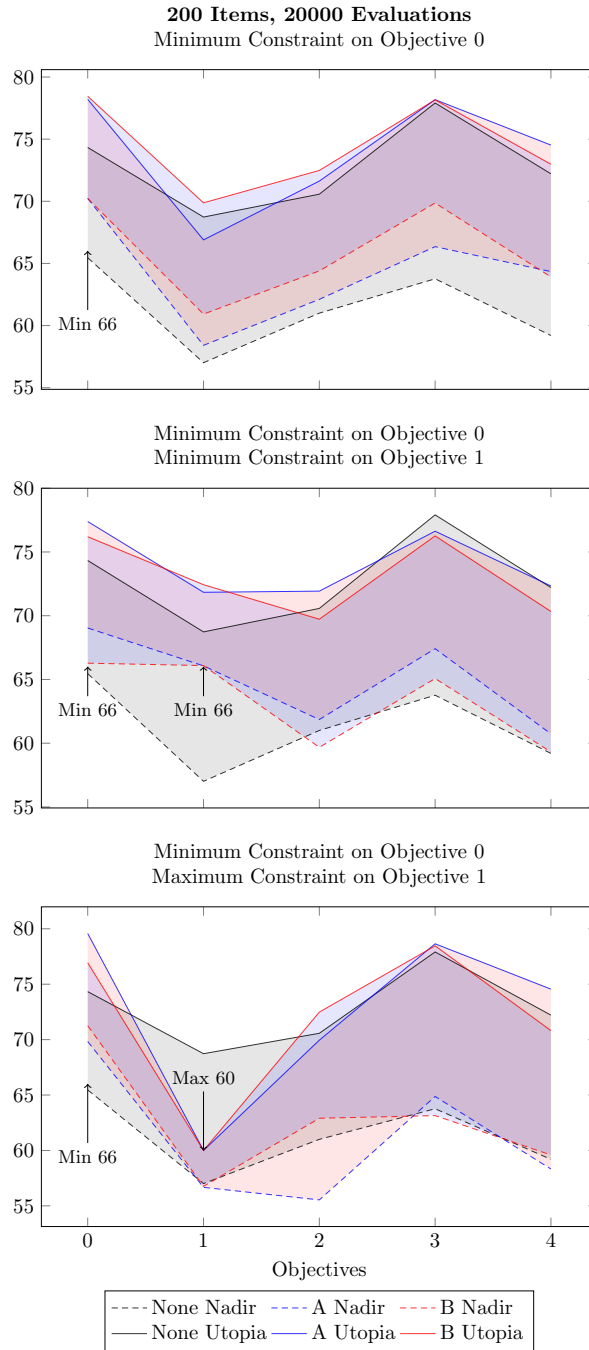 200 Items, 20000 Evaluations
Minimum Constraint on Objective 0
80
75
70
65
60
55
Min 66
Minimum Constraint on Objective 0
Minimum Constraint on Objective 1
80
75
70
65
60
55
Min 66
Min 66
Minimum Constraint on Objective 0
Maximum Constraint on Objective 1
80
75
70
65
60
55
Max 60
Min 66
0 1 2 3 4
Objectives
None Nadir A Nadir B Nadir
None Utopia A Utopia B Utopia